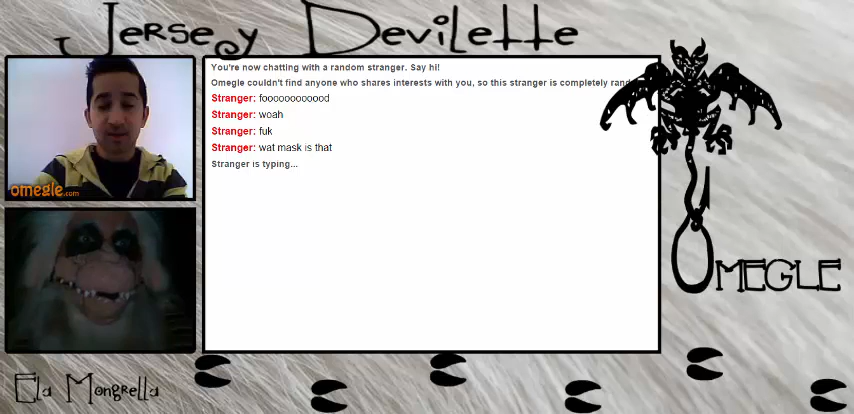 Jersey Devilette
You're now chatting with a random stranger. Say hi!
Omegle couldn't find anyone who shares interests with you, so this stranger is completely rand
Stranger: foooooooooood
Stranger: woah
Stranger: fuk
Stranger: wat mask is that
Stranger is typing...
omegle.com
Omegle
Ela Mongrella